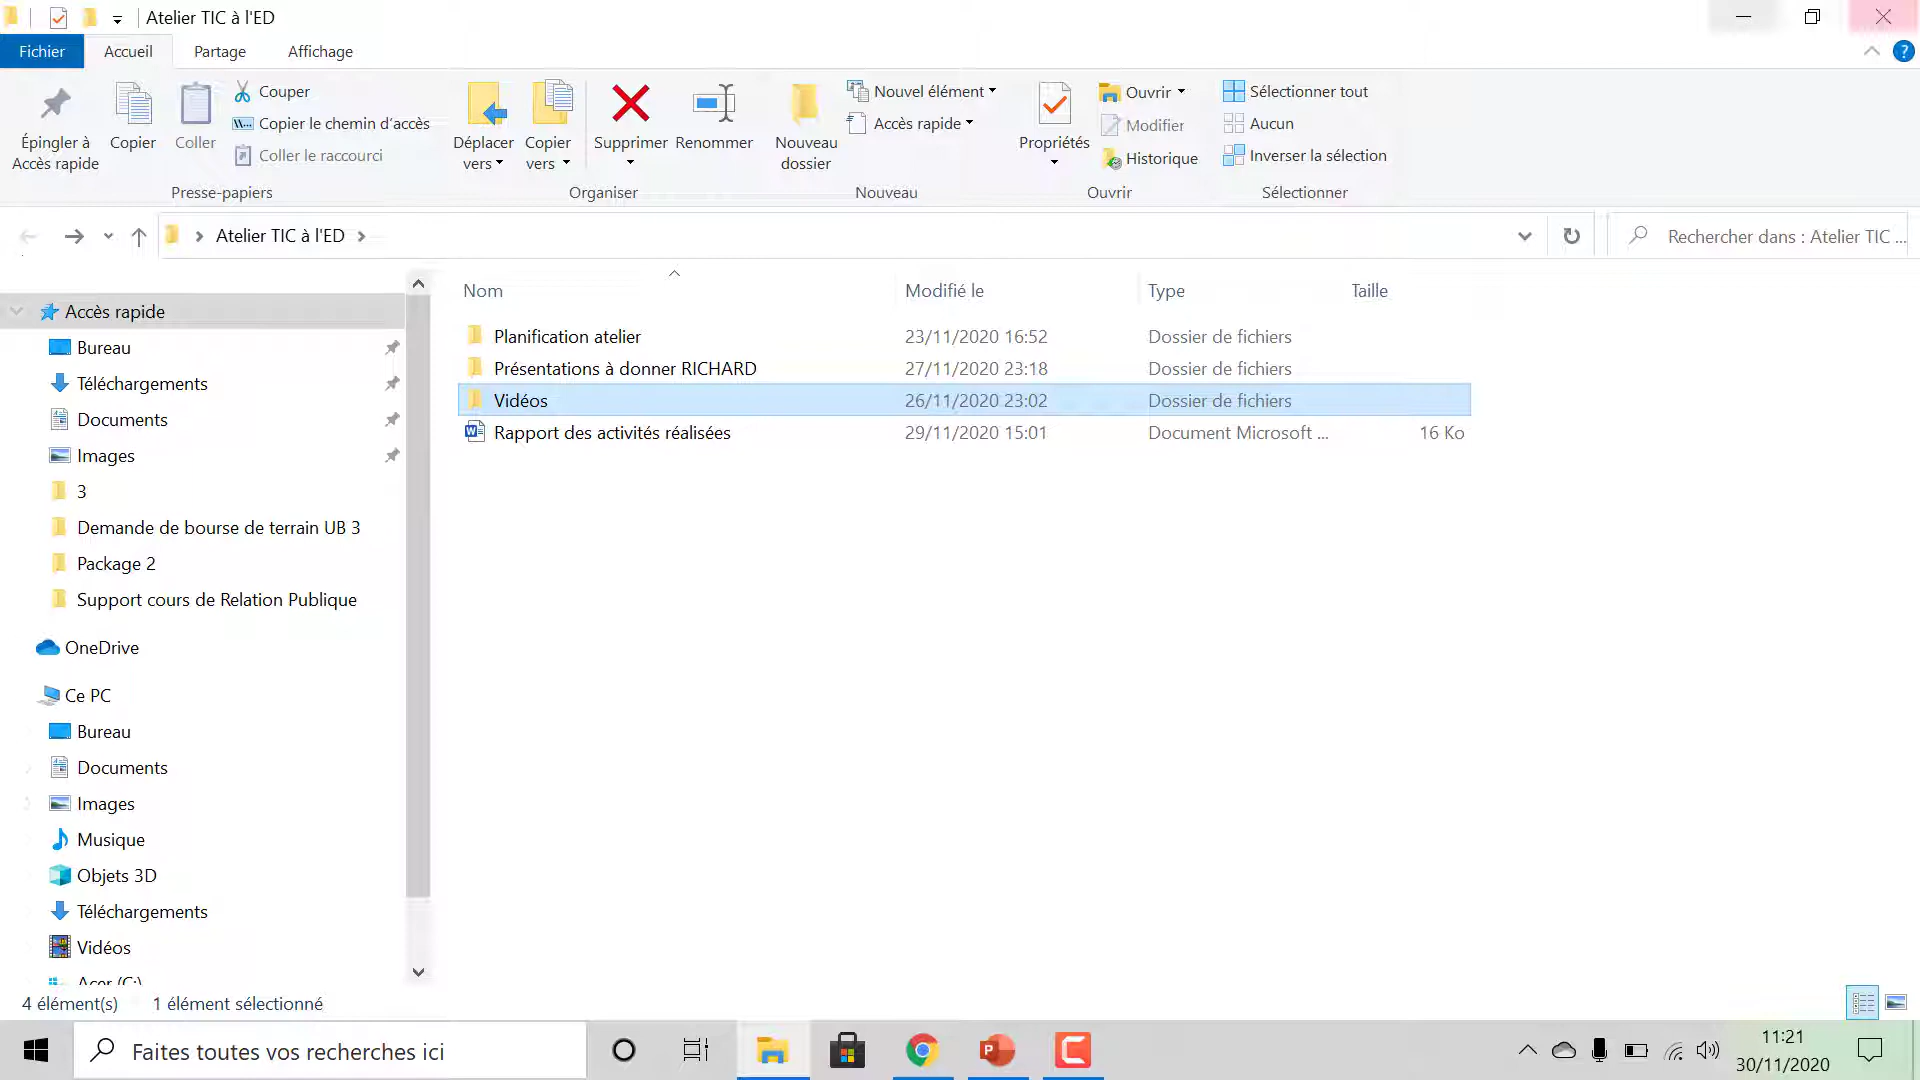 Atelier TIC à l'ED
Fichier
Accueil
Partage
Affichage
Épingler à
Accès rapide
Copier
Coller
Couper
Copier le chemin d'accès
Coller le raccourci
Presse-papiers
Déplacer
vers
Copier
vers
Supprimer
Renommer
Organiser
Nouveau
dossier
Nouvel élément
Accès rapide
Nouveau
Propriétés
Ouvrir
Modifier
Historique
Ouvrir
Sélectionner tout
Aucun
Inverser la sélection
Sélectionner
Atelier TIC à l'ED
Rechercher dans : Atelier TIC ...
Accès rapide
Bureau
Téléchargements
Documents
Images
3
Demande de bourse de terrain UB 3
Package 2
Support cours de Relation Publique
OneDrive
Ce PC
Bureau
Documents
Images
Musique
Objets 3D
Téléchargements
Vidéos
Acer (C:)
Nom Modifié le Type Taille
Planification atelier 23/11/2020 16:52 Dossier de fichiers
Présentations à donner RICHARD 27/11/2020 23:18 Dossier de fichiers
Vidéos 26/11/2020 23:02 Dossier de fichiers
Rapport des activités réalisées 29/11/2020 15:01 Document Microsoft ... 16 Ko
4 élément(s) 1 élément sélectionné
Faites toutes vos recherches ici
11:21
30/11/2020